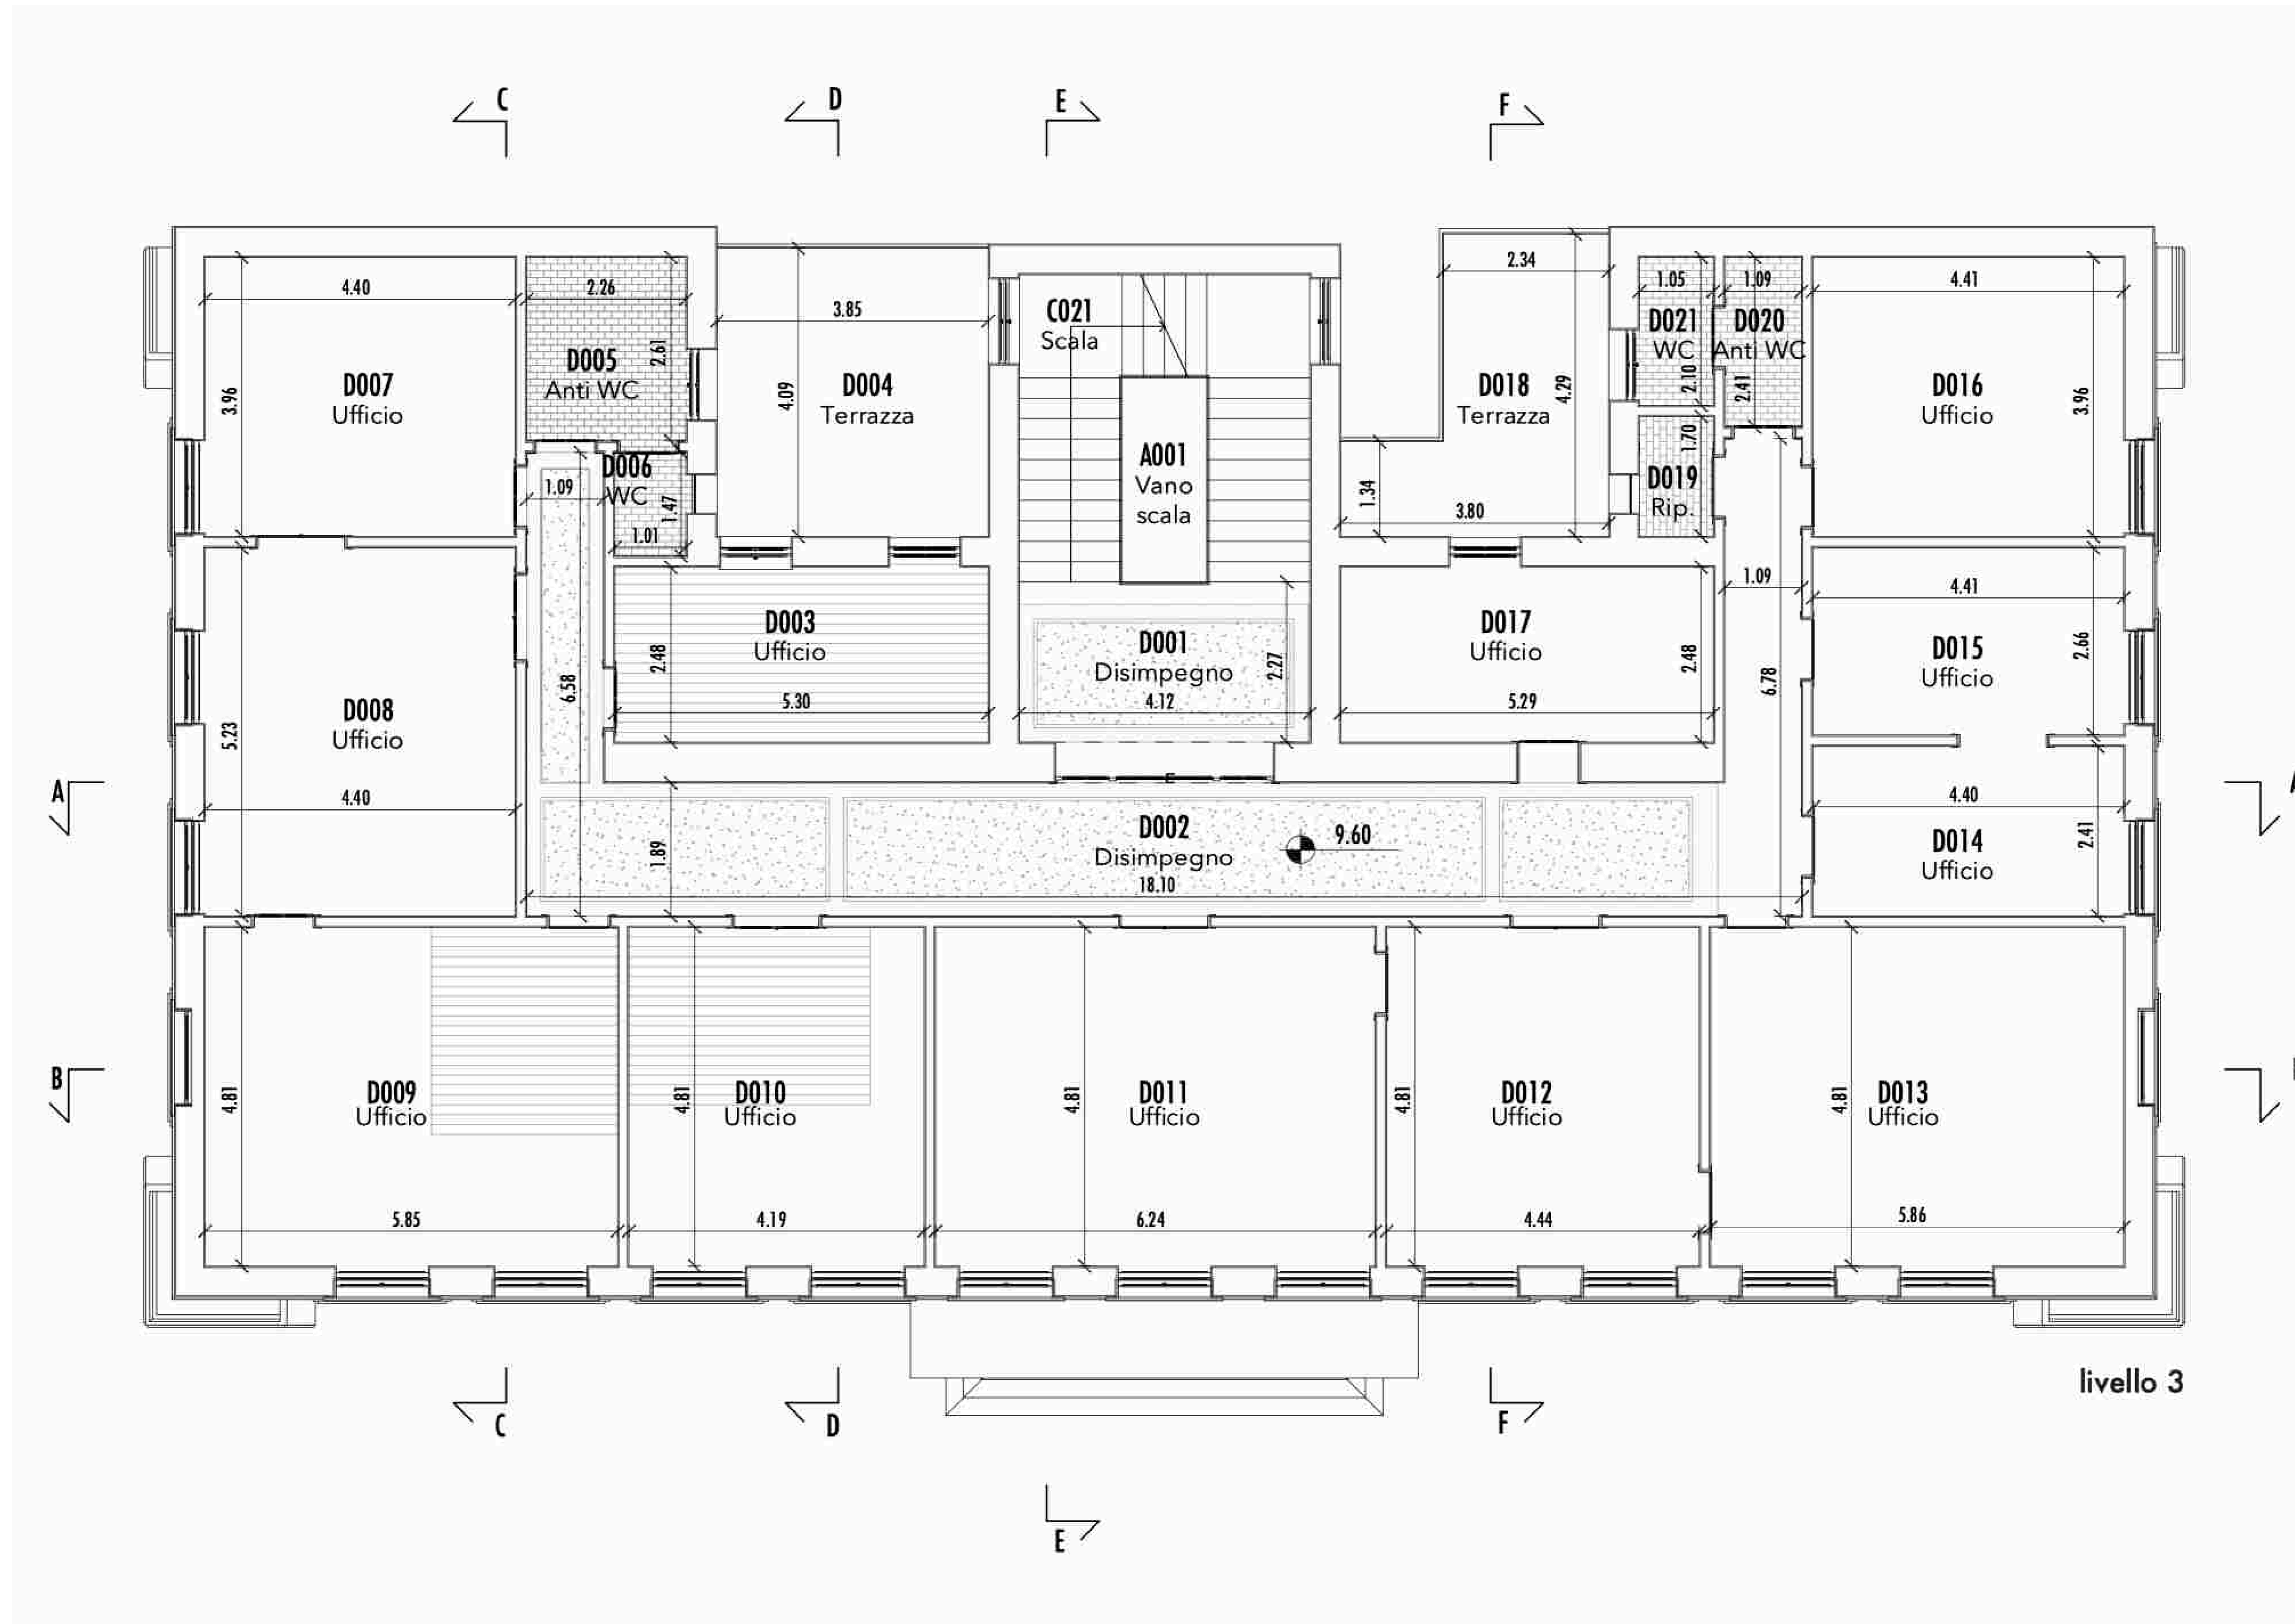 C
D
E
F
4.40
3.96
D007
Ufficio
2.26
2.61
D005
Anti WC
3.85
4.09
D004
Terrazza
C021
Scala
A001
Vano
scala
2.34
4.29
D018
Terrazza
1.34
3.80
1.05
D021
WC
2.10
1.09
D020
Anti WC
2.41
4.41
3.96
D016
Ufficio
1.70
D019
Rip.
D006
WC
1.47
1.01
1.09
6.58
D008
Ufficio
5.23
4.40
D003
Ufficio
2.48
5.30
D001
Disimpegno
2.27
4.12
D017
Ufficio
2.48
5.29
1.09
6.78
4.41
D015
Ufficio
2.66
4.40
D014
Ufficio
2.41
A
A
D002
Disimpegno
9.60
1.89
18.10
E
B
D009
Ufficio
4.81
5.85
D010
Ufficio
4.81
4.19
D011
Ufficio
4.81
6.24
D012
Ufficio
4.81
4.44
D013
Ufficio
4.81
5.86
livello 3
C
D
F
E